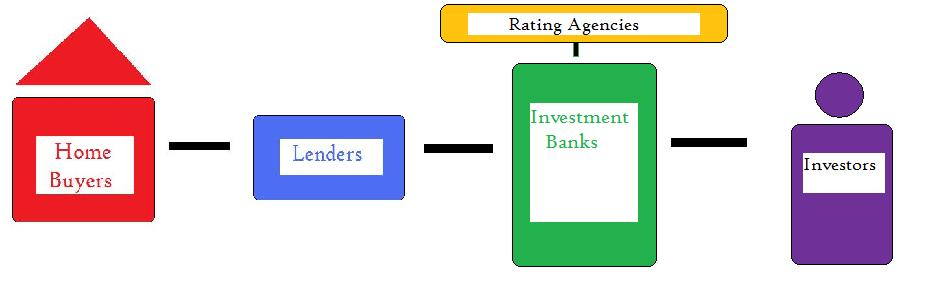 Rating Agencies
Home
Buyers
Lenders
Investment
Banks
Investors